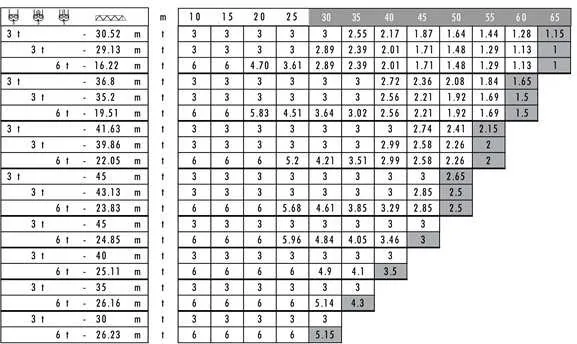 m 10 15 20 25 30 35 40 45 50 55 60 65
3 t - 30.52 m t 3 3 3 3 3 2.55 2.17 1.87 1.64 1.44 1.28 1.15
3 t - 29.13 m t 3 3 3 3 2.89 2.39 2.01 1.71 1.48 1.29 1.13 1
6 t - 16.22 m t 6 6 4.70 3.61 2.89 2.39 2.01 1.71 1.48 1.29 1.13 1
3 t - 36.8 m t 3 3 3 3 3 3 2.72 2.36 2.08 1.84 1.65
3 t - 35.2 m t 3 3 3 3 3 3 2.56 2.21 1.92 1.69 1.5
6 t - 19.51 m t 6 6 5.83 4.51 3.64 3.02 2.56 2.21 1.92 1.69 1.5
3 t - 41.63 m t 3 3 3 3 3 3 3 2.74 2.41 2.15
3 t - 39.86 m t 3 3 3 3 3 3 2.99 2.58 2.26 2
6 t - 22.05 m t 6 6 6 5.2 4.21 3.51 2.99 2.58 2.26 2
3 t - 45 m t 3 3 3 3 3 3 3 3 2.65
3 t - 43.13 m t 3 3 3 3 3 3 3 2.85 2.5
6 t - 23.83 m t 6 6 6 5.68 4.61 3.85 3.29 2.85 2.5
3 t - 45 m t 3 3 3 3 3 3 3 3
6 t - 24.85 m t 6 6 6 5.96 4.84 4.05 3.46 3
3 t - 40 m t 3 3 3 3 3 3 3
6 t - 25.11 m t 6 6 6 6 4.9 4.1 3.5
3 t - 35 m t 3 3 3 3 3 3
6 t - 26.16 m t 6 6 6 6 5.14 4.3
3 t - 30 m t 3 3 3 3 3
6 t - 26.23 m t 6 6 6 6 5.15